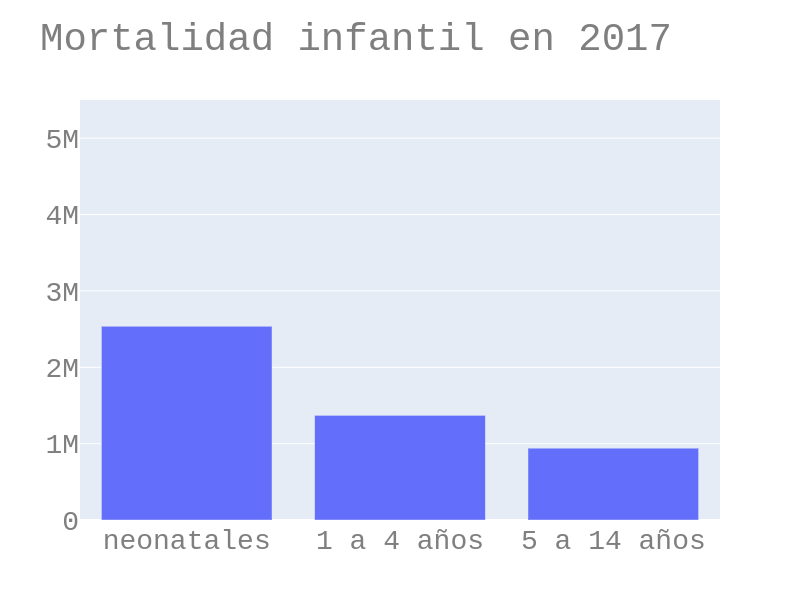 Mortalidad infantil en 2017
5M
4M
3M
2M
1M
0
neonatales 1 a 4 años 5 a 14 años